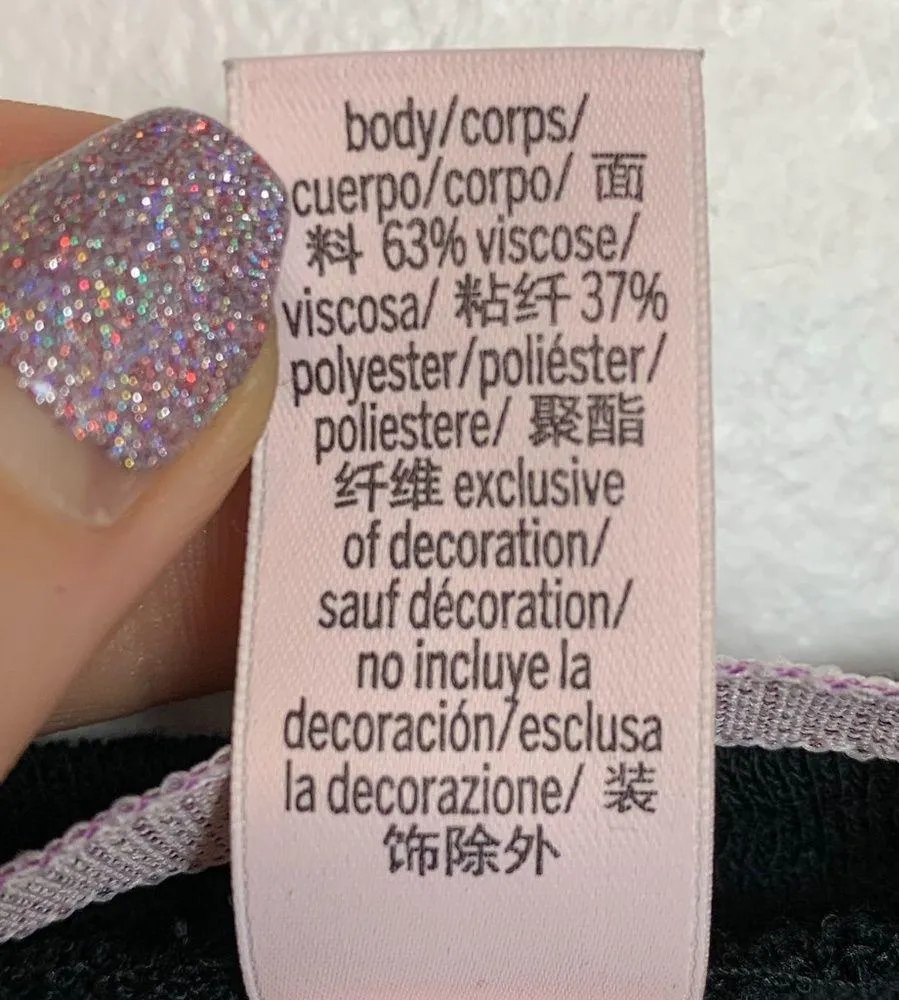 body/corps/
cuerpo/corpo/ 面
料 63% viscose/
viscosa/ 粘纤 37%
polyester/poliéster/
poliestere/ 聚酯
纤维 exclusive
of decoration/
sauf décoration/
no incluye la
decoración/esclusa
la decorazione/ 装
饰除外